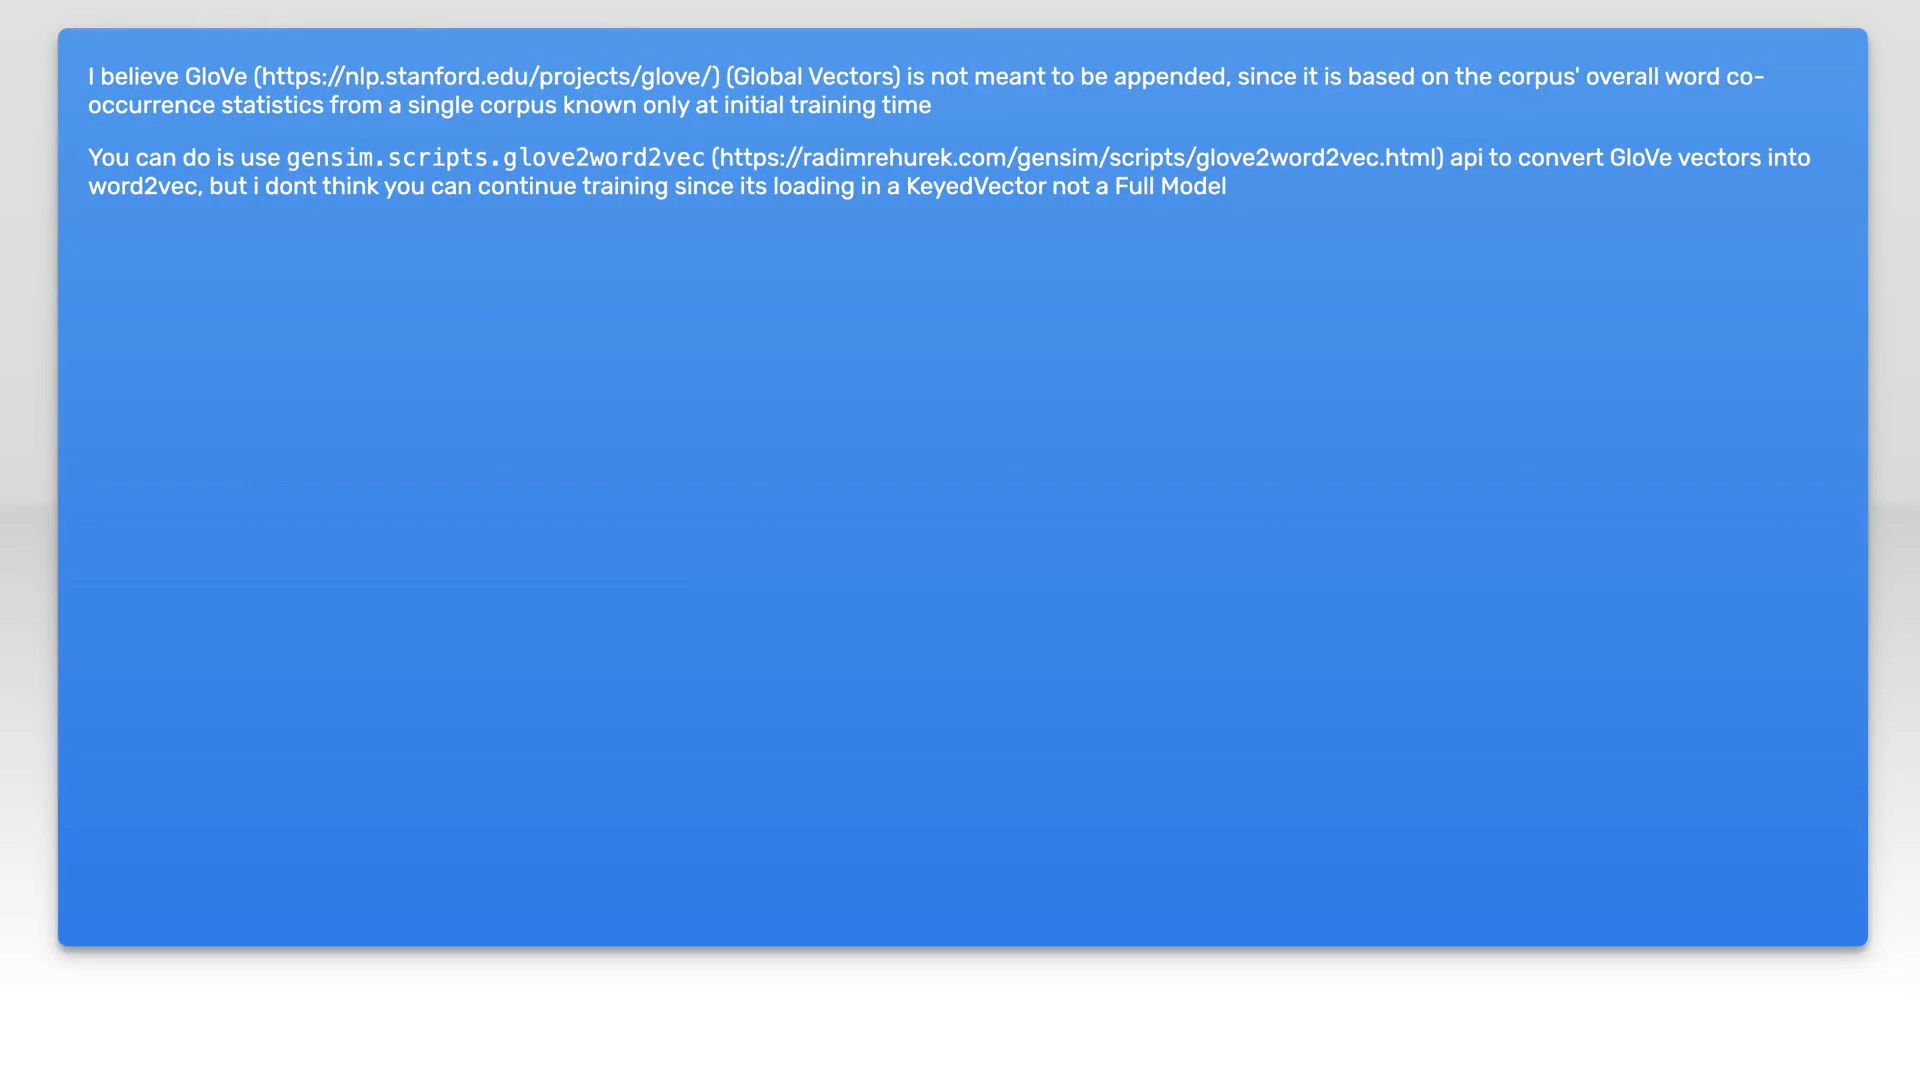 I believe GloVe (https://nlp.stanford.edu/projects/glove/) (Global Vectors) is not meant to be appended, since it is based on the corpus' overall word co-
occurrence statistics from a single corpus known only at initial training time
You can do is use gensim.scripts.glove2word2vec (https://radimrehurek.com/gensim/scripts/glove2word2vec.html) api to convert GloVe vectors into
word2vec, but i dont think you can continue training since its loading in a KeyedVector not a Full Model